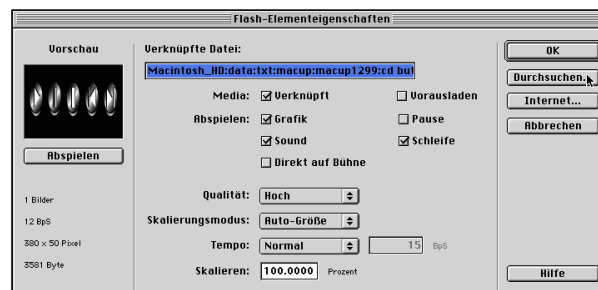 Flash-Elementeigenschaften
Vorschau
Abspielen
1 Bilder
12 BpS
380 x 50 Pixel
3581 Byte
Verknüpfte Datei:
Macintosh_HD:data:txt:macup:macup1299:cd but
Media: Verknüpft Vorausladen
Abspielen: Grafik Pause
Sound Schleife
Direkt auf Bühne
Qualität: Hoch
Skalierungsmodus: Auto-Größe
Tempo: Normal 15 BpS
Skalieren: 100.0000 Prozent
OK
Durchsuchen...
Internet...
Abbrechen
Hilfe